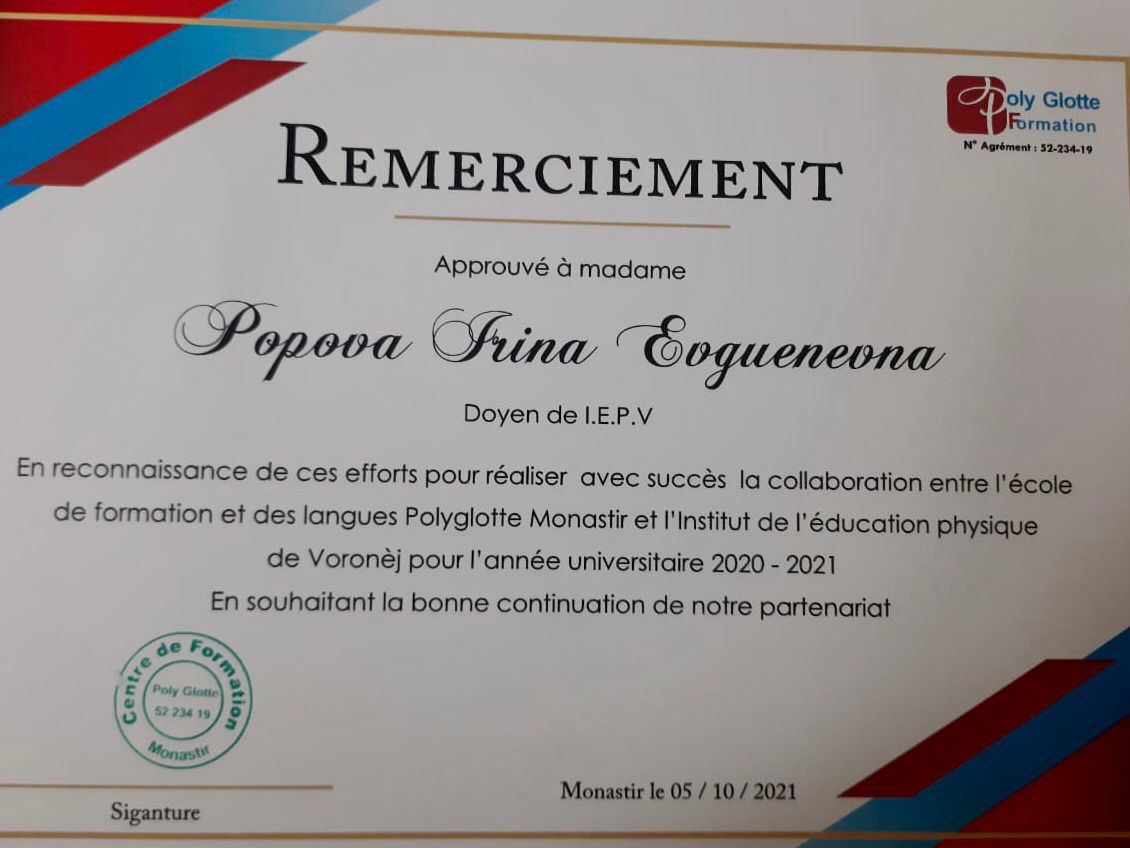 Poly Glotte
Formation
N° Agrément : 52-234-19
REMERCIEMENT
Approuvé à madame
Popova Irina Evguenevna
Doyen de I.E.P.V
En reconnaissance de ces efforts pour réaliser avec succès la collaboration entre l'école
de formation et des langues Polyglotte Monastir et l'Institut de l'éducation physique
de Voronèj pour l'année universitaire 2020 - 2021
En souhaitant la bonne continuation de notre partenariat
Centre de Formation
Poly Glotte
52 234 19
Monastir
Siganture
Monastir le 05 / 10 / 2021